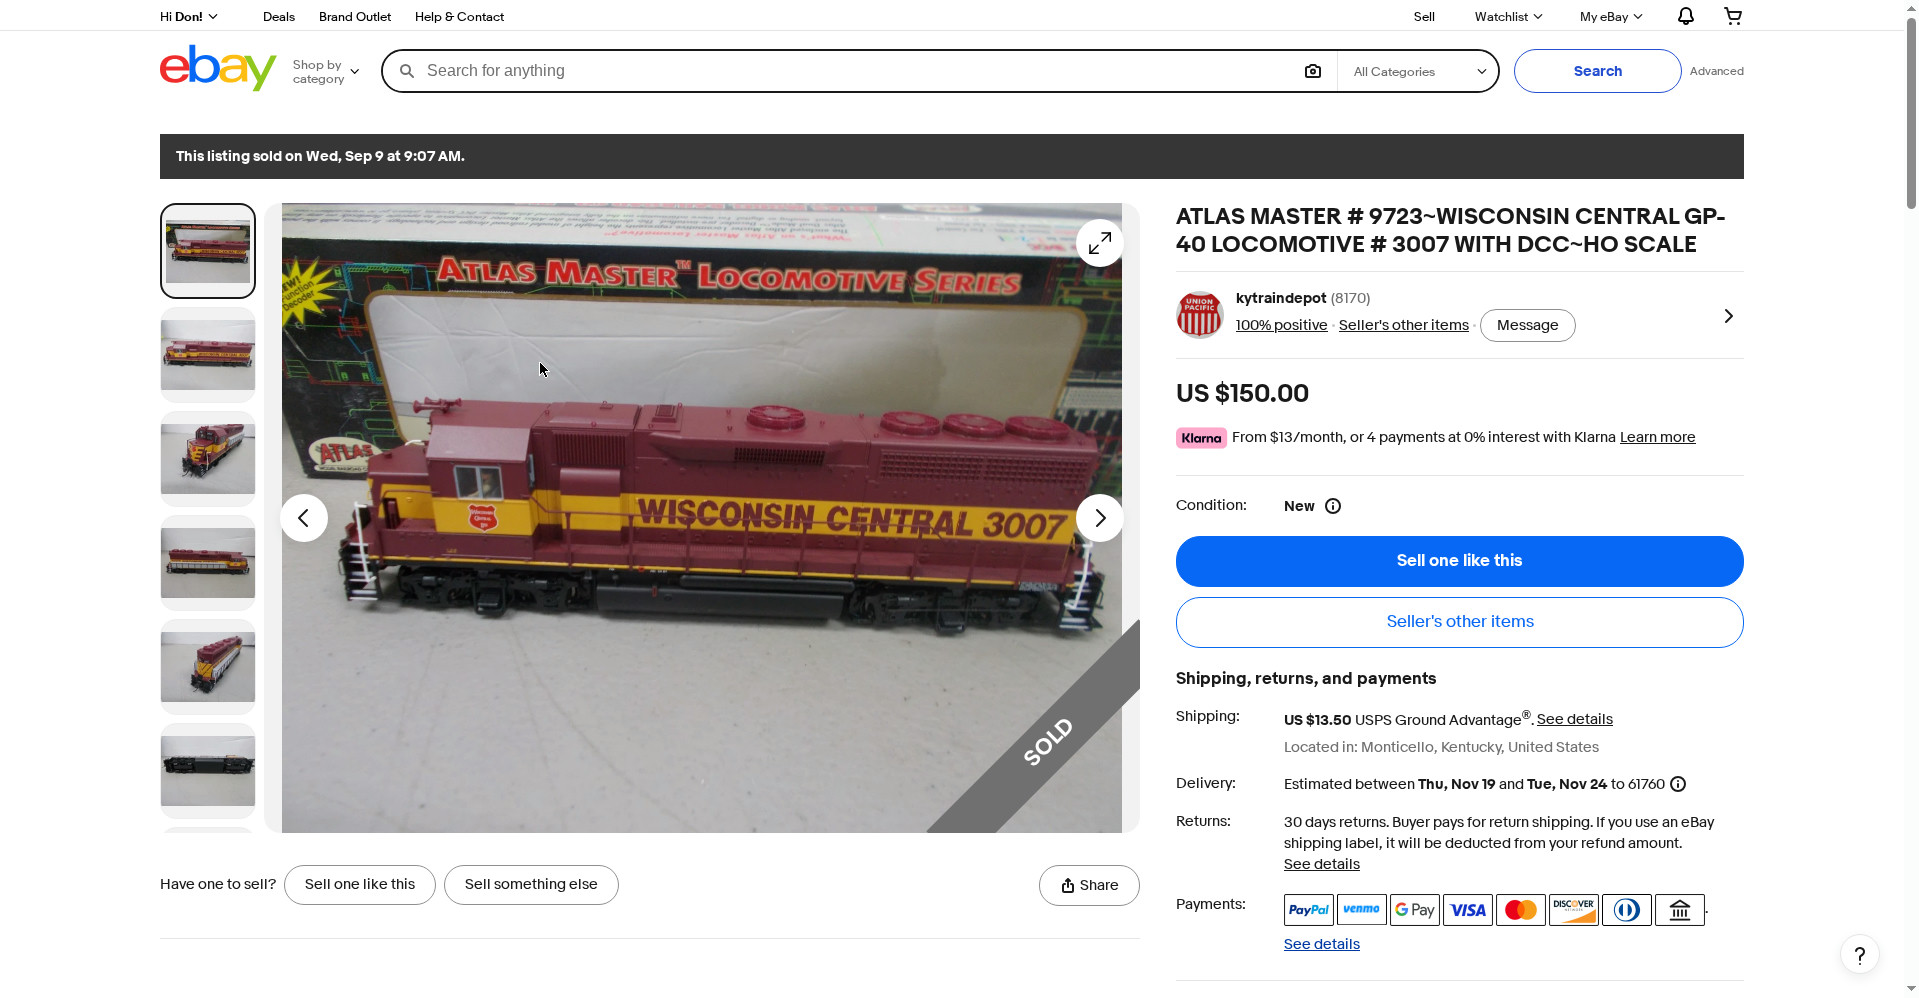 Hi Don!
Deals
Brand Outlet
Help & Contact
Sell
Watchlist
My eBay
ebay
Shop by
category
Search for anything
All Categories
Search
Advanced
This listing sold on Wed, Sep 9 at 9:07 AM.
ATLAS MASTER™ LOCOMOTIVE SERIES
ATLAS
WISCONSIN CENTRAL 3007
SOLD
ATLAS MASTER # 9723~WISCONSIN CENTRAL GP-
40 LOCOMOTIVE # 3007 WITH DCC~HO SCALE
UNION
PACIFIC
kytraindepot (8170)
100% positive · Seller's other items · Message
US $150.00
Klarna From $13/month, or 4 payments at 0% interest with Klarna Learn more
Condition: New
Sell one like this
Seller's other items
Shipping, returns, and payments
Shipping: US $13.50 USPS Ground Advantage®. See details
Located in: Monticello, Kentucky, United States
Delivery: Estimated between Thu, Nov 19 and Tue, Nov 24 to 61760
Returns: 30 days returns. Buyer pays for return shipping. If you use an eBay
shipping label, it will be deducted from your refund amount.
See details
Payments: PayPal venmo G Pay VISA DISCOVER .
See details
Have one to sell? Sell one like this Sell something else
Share
?